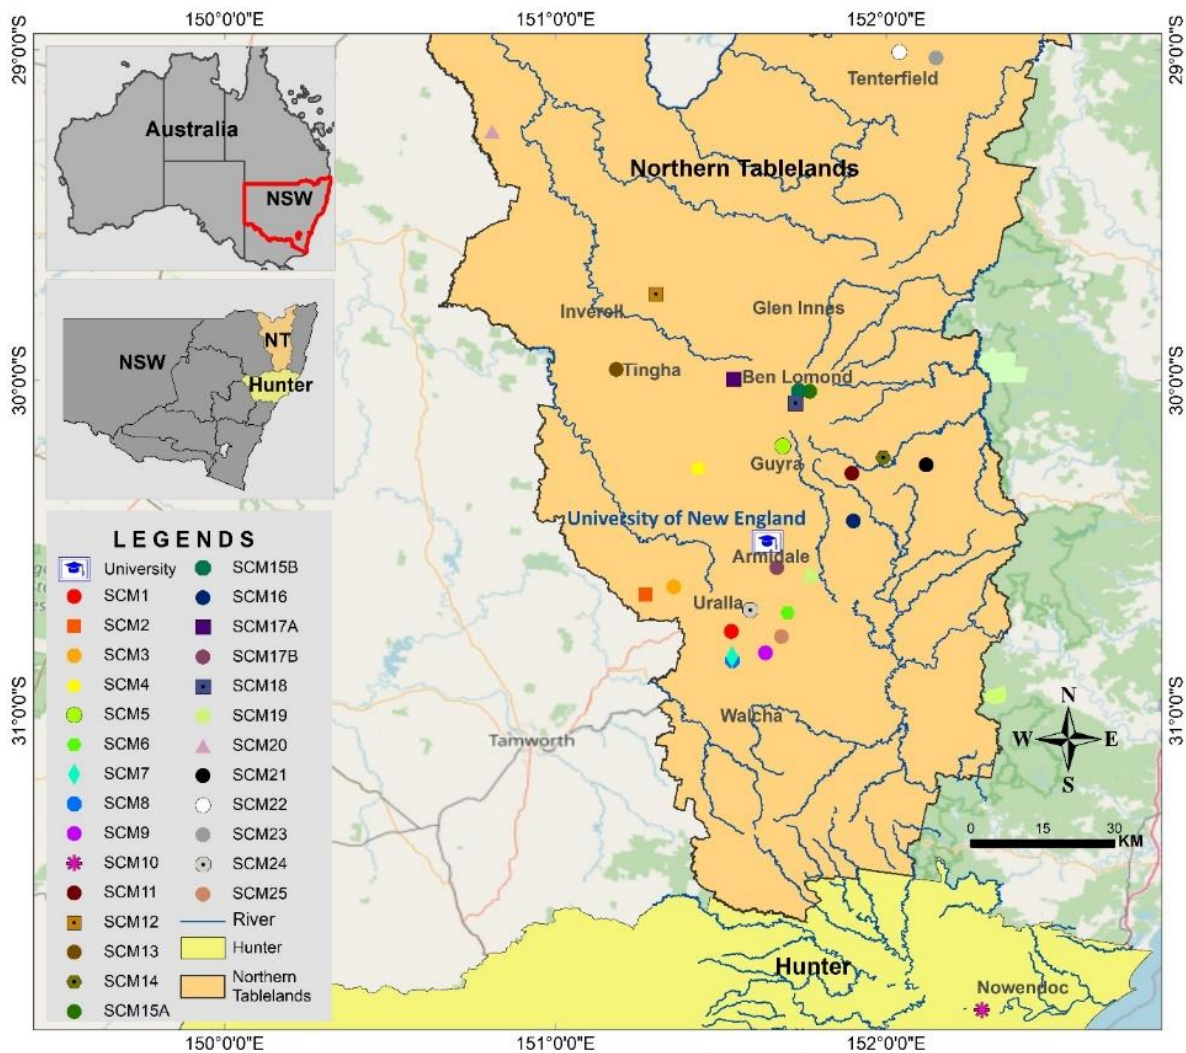 150°0'0"E
151°0'0"E
152°0'0"E
29°0'0"S
29°0'0"S
Australia
NSW
Tenterfield
Northern Tablelands
NSW
NT
Hunter
Inverell
Glen Innes
Tingha
Ben Lomond
30°0'0"S
30°0'0"S
Guyra
University of New England
Armidale
Uralla
Walcha
Tamworth
31°0'0"S
31°0'0"S
N
W
E
S
0
15
30
KM
Hunter
Nowendoc
LEGENDS
University
SCM1
SCM2
SCM3
SCM4
SCM5
SCM6
SCM7
SCM8
SCM9
SCM10
SCM11
SCM12
SCM13
SCM14
SCM15A
SCM15B
SCM16
SCM17A
SCM17B
SCM18
SCM19
SCM20
SCM21
SCM22
SCM23
SCM24
SCM25
River
Hunter
Northern
Tablelands
150°0'0"E
151°0'0"E
152°0'0"E